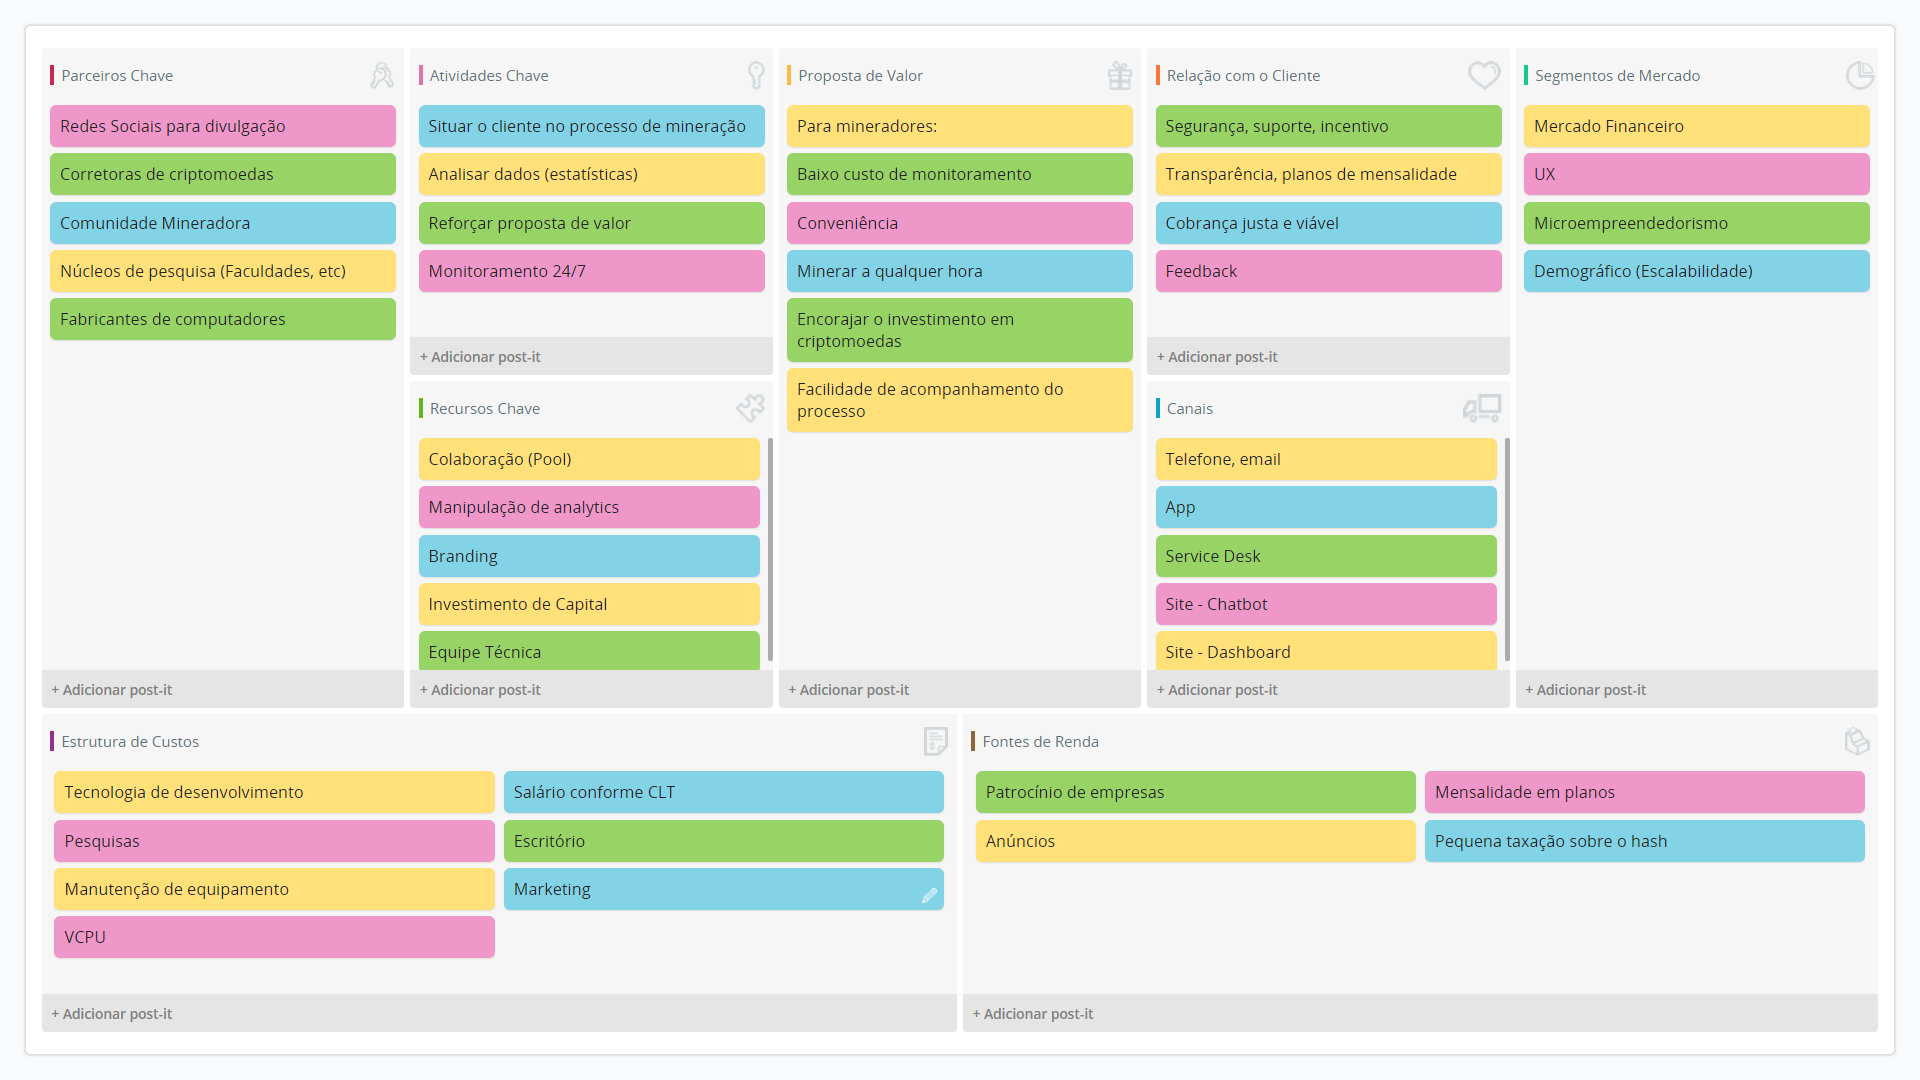 Parceiros Chave
Redes Sociais para divulgação
Corretoras de criptomoedas
Comunidade Mineradora
Núcleos de pesquisa (Faculdades, etc)
Fabricantes de computadores
+ Adicionar post-it
Atividades Chave
Situar o cliente no processo de mineração
Analisar dados (estatísticas)
Reforçar proposta de valor
Monitoramento 24/7
+ Adicionar post-it
Recursos Chave
Colaboração (Pool)
Manipulação de analytics
Branding
Investimento de Capital
Equipe Técnica
+ Adicionar post-it
Proposta de Valor
Para mineradores:
Baixo custo de monitoramento
Conveniência
Minerar a qualquer hora
Encorajar o investimento em
criptomoedas
Facilidade de acompanhamento do
processo
+ Adicionar post-it
Relação com o Cliente
Segurança, suporte, incentivo
Transparência, planos de mensalidade
Cobrança justa e viável
Feedback
+ Adicionar post-it
Canais
Telefone, email
App
Service Desk
Site - Chatbot
Site - Dashboard
+ Adicionar post-it
Segmentos de Mercado
Mercado Financeiro
UX
Microempreendedorismo
Demográfico (Escalabilidade)
+ Adicionar post-it
Estrutura de Custos
Tecnologia de desenvolvimento
Salário conforme CLT
Pesquisas
Escritório
Manutenção de equipamento
Marketing
VCPU
+ Adicionar post-it
Fontes de Renda
Patrocínio de empresas
Mensalidade em planos
Anúncios
Pequena taxação sobre o hash
+ Adicionar post-it